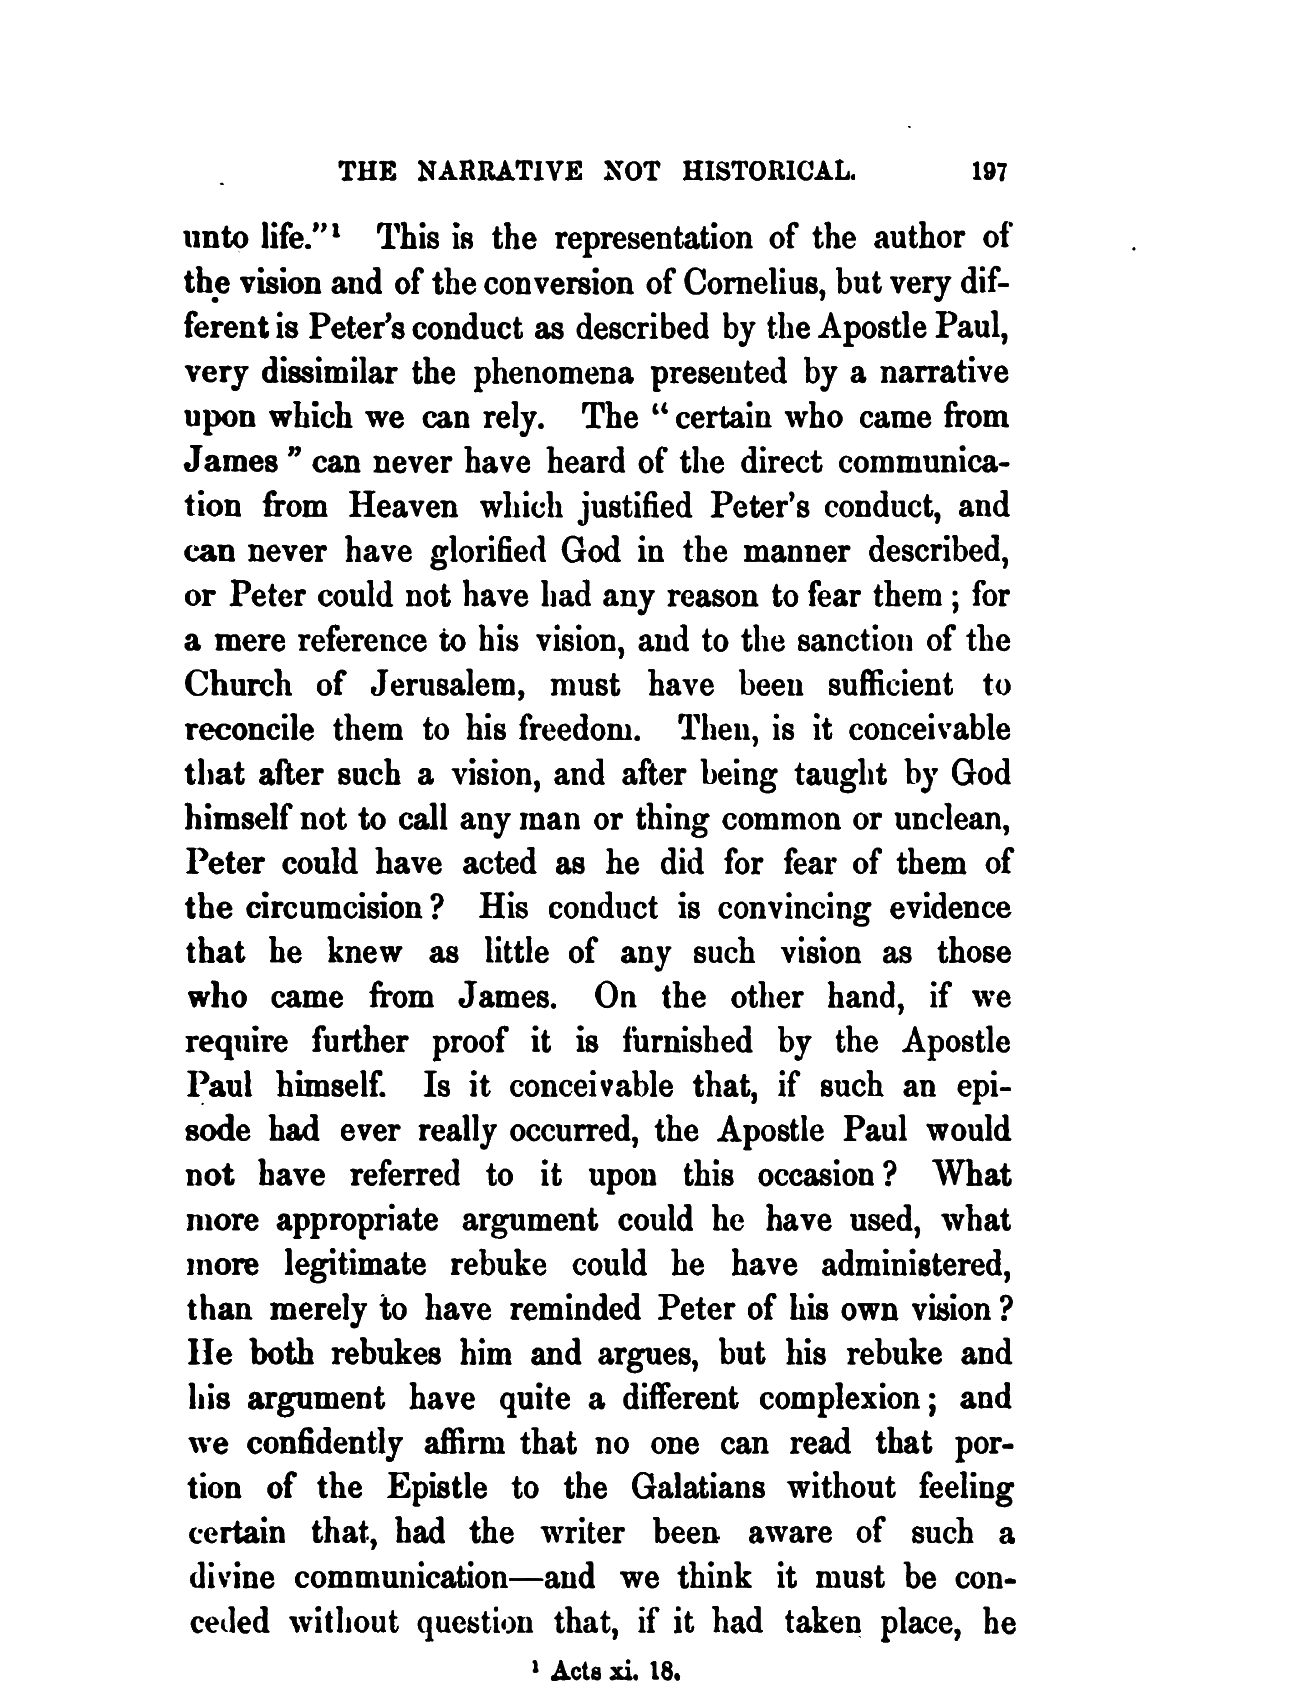 THE NARRATIVE NOT HISTORICAL. 197
unto life."¹ This is the representation of the author of
the vision and of the conversion of Cornelius, but very dif-
ferent is Peter's conduct as described by the Apostle Paul,
very dissimilar the phenomena presented by a narrative
upon which we can rely. The "certain who came from
James" can never have heard of the direct communica-
tion from Heaven which justified Peter's conduct, and
can never have glorified God in the manner described,
or Peter could not have had any reason to fear them; for
a mere reference to his vision, and to the sanction of the
Church of Jerusalem, must have been sufficient to
reconcile them to his freedom. Then, is it conceivable
that after such a vision, and after being taught by God
himself not to call any man or thing common or unclean,
Peter could have acted as he did for fear of them of
the circumcision? His conduct is convincing evidence
that he knew as little of any such vision as those
who came from James. On the other hand, if we
require further proof it is furnished by the Apostle
Paul himself. Is it conceivable that, if such an epi-
sode had ever really occurred, the Apostle Paul would
not have referred to it upon this occasion? What
more appropriate argument could he have used, what
more legitimate rebuke could he have administered,
than merely to have reminded Peter of his own vision?
He both rebukes him and argues, but his rebuke and
his argument have quite a different complexion; and
we confidently affirm that no one can read that por-
tion of the Epistle to the Galatians without feeling
certain that, had the writer been aware of such a
divine communication—and we think it must be con-
ceded without question that, if it had taken place, he
¹ Acts xi. 18.